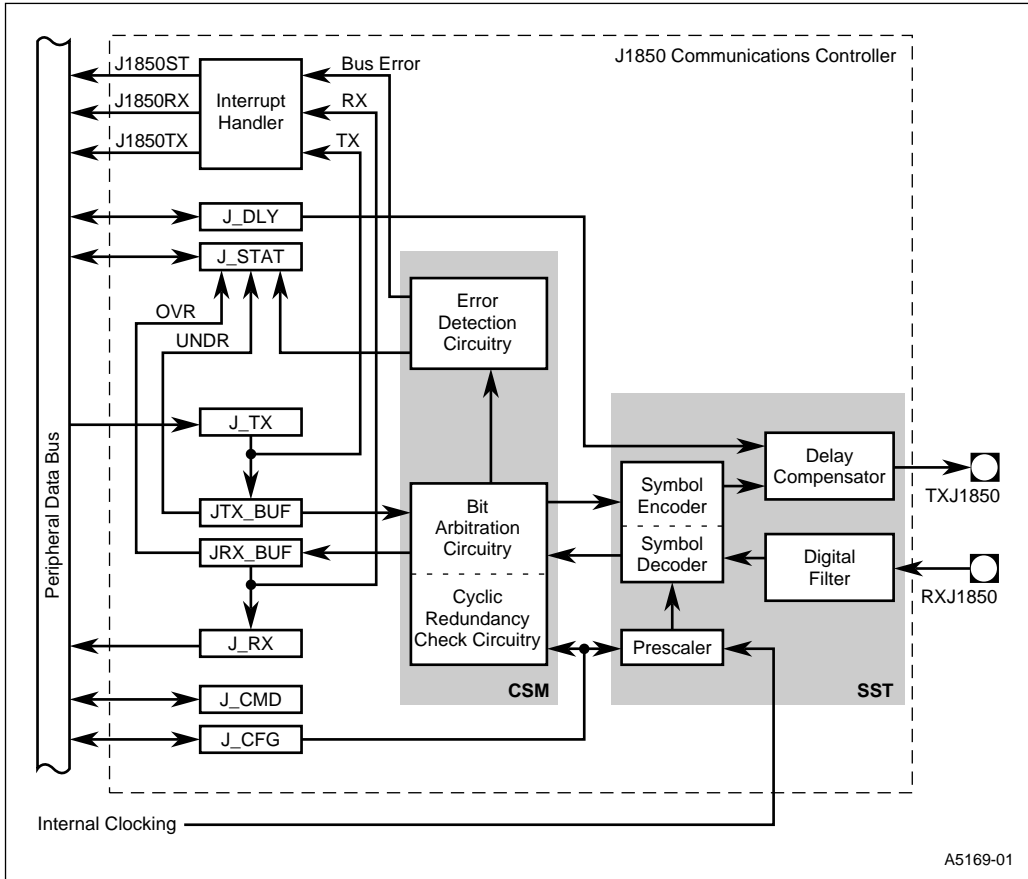 J1850 Communications Controller
J1850ST
J1850RX
J1850TX
Interrupt
Handler
Bus Error
RX
TX
J_DLY
J_STAT
OVR
UNDR
Error
Detection
Circuitry
Peripheral Data Bus
J_TX
JTX_BUF
JRX_BUF
J_RX
J_CMD
J_CFG
Bit
Arbitration
Circuitry
Cyclic
Redundancy
Check Circuitry
CSM
Symbol
Encoder
Symbol
Decoder
Prescaler
Delay
Compensator
Digital
Filter
SST
TXJ1850
RXJ1850
Internal Clocking
A5169-01